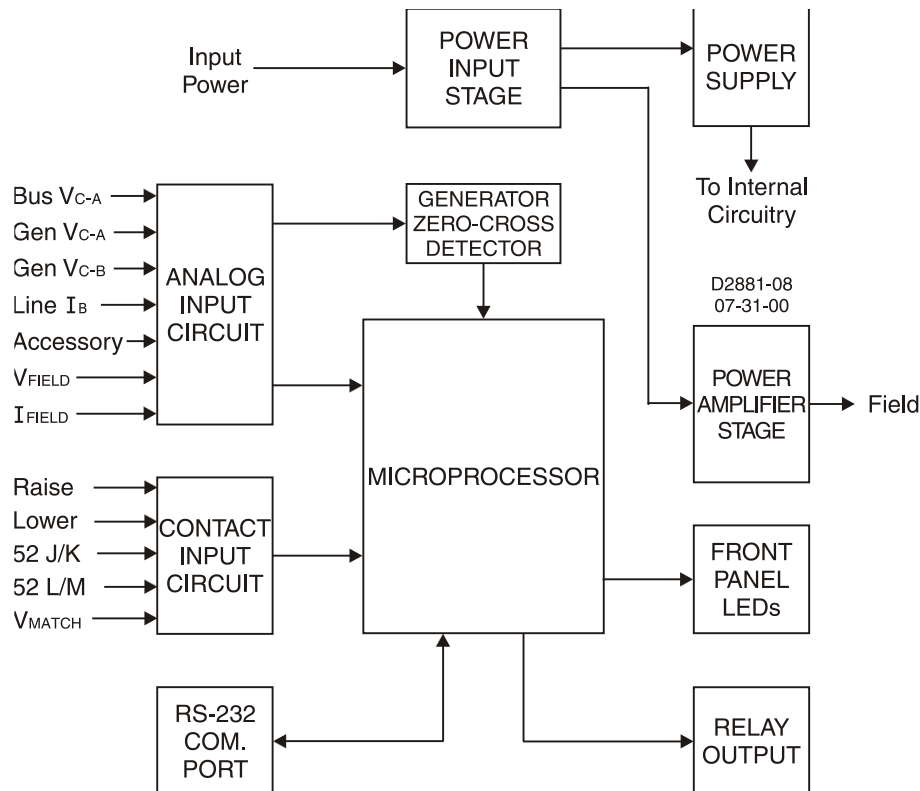 Input
Power
POWER
INPUT
STAGE
POWER
SUPPLY
To Internal
Circuitry
Bus VC-A
Gen VC-A
Gen VC-B
Line IB
Accessory
VFIELD
IFIELD
ANALOG
INPUT
CIRCUIT
GENERATOR
ZERO-CROSS
DETECTOR
D2881-08
07-31-00
POWER
AMPLIFIER
STAGE
Field
MICROPROCESSOR
Raise
Lower
52 J/K
52 L/M
VMATCH
CONTACT
INPUT
CIRCUIT
FRONT
PANEL
LEDs
RS-232
COM.
PORT
RELAY
OUTPUT